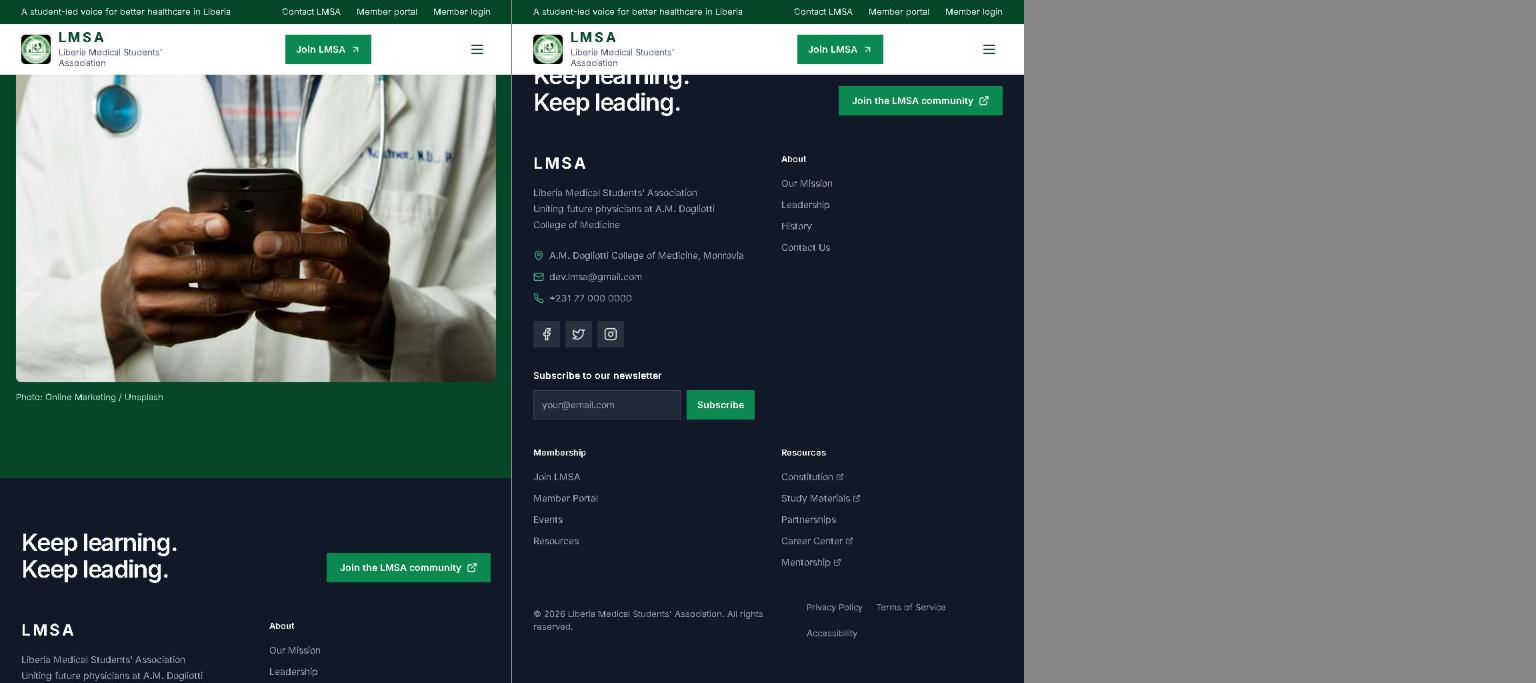 A student-led voice for better healthcare in Liberia
Contact LMSA
Member portal
Member login
LMSA
Liberia Medical Students'
Association
Join LMSA
Photo: Online Marketing / Unsplash
Keep learning.
Keep leading.
Join the LMSA community
LMSA
Liberia Medical Students' Association
Uniting future physicians at A.M. Dogliotti
About
Our Mission
Leadership
A student-led voice for better healthcare in Liberia
Contact LMSA
Member portal
Member login
LMSA
Liberia Medical Students'
Association
Join LMSA
Keep learning.
Keep leading.
Join the LMSA community
LMSA
Liberia Medical Students' Association
Uniting future physicians at A.M. Dogliotti
College of Medicine
A.M. Dogliotti College of Medicine, Monrovia
dev.lmsa@gmail.com
+231 77 000 0000
About
Our Mission
Leadership
History
Contact Us
Subscribe to our newsletter
your@email.com
Subscribe
Membership
Join LMSA
Member Portal
Events
Resources
Resources
Constitution
Study Materials
Partnerships
Career Center
Mentorship
© 2026 Liberia Medical Students' Association. All rights
reserved.
Privacy Policy
Terms of Service
Accessibility